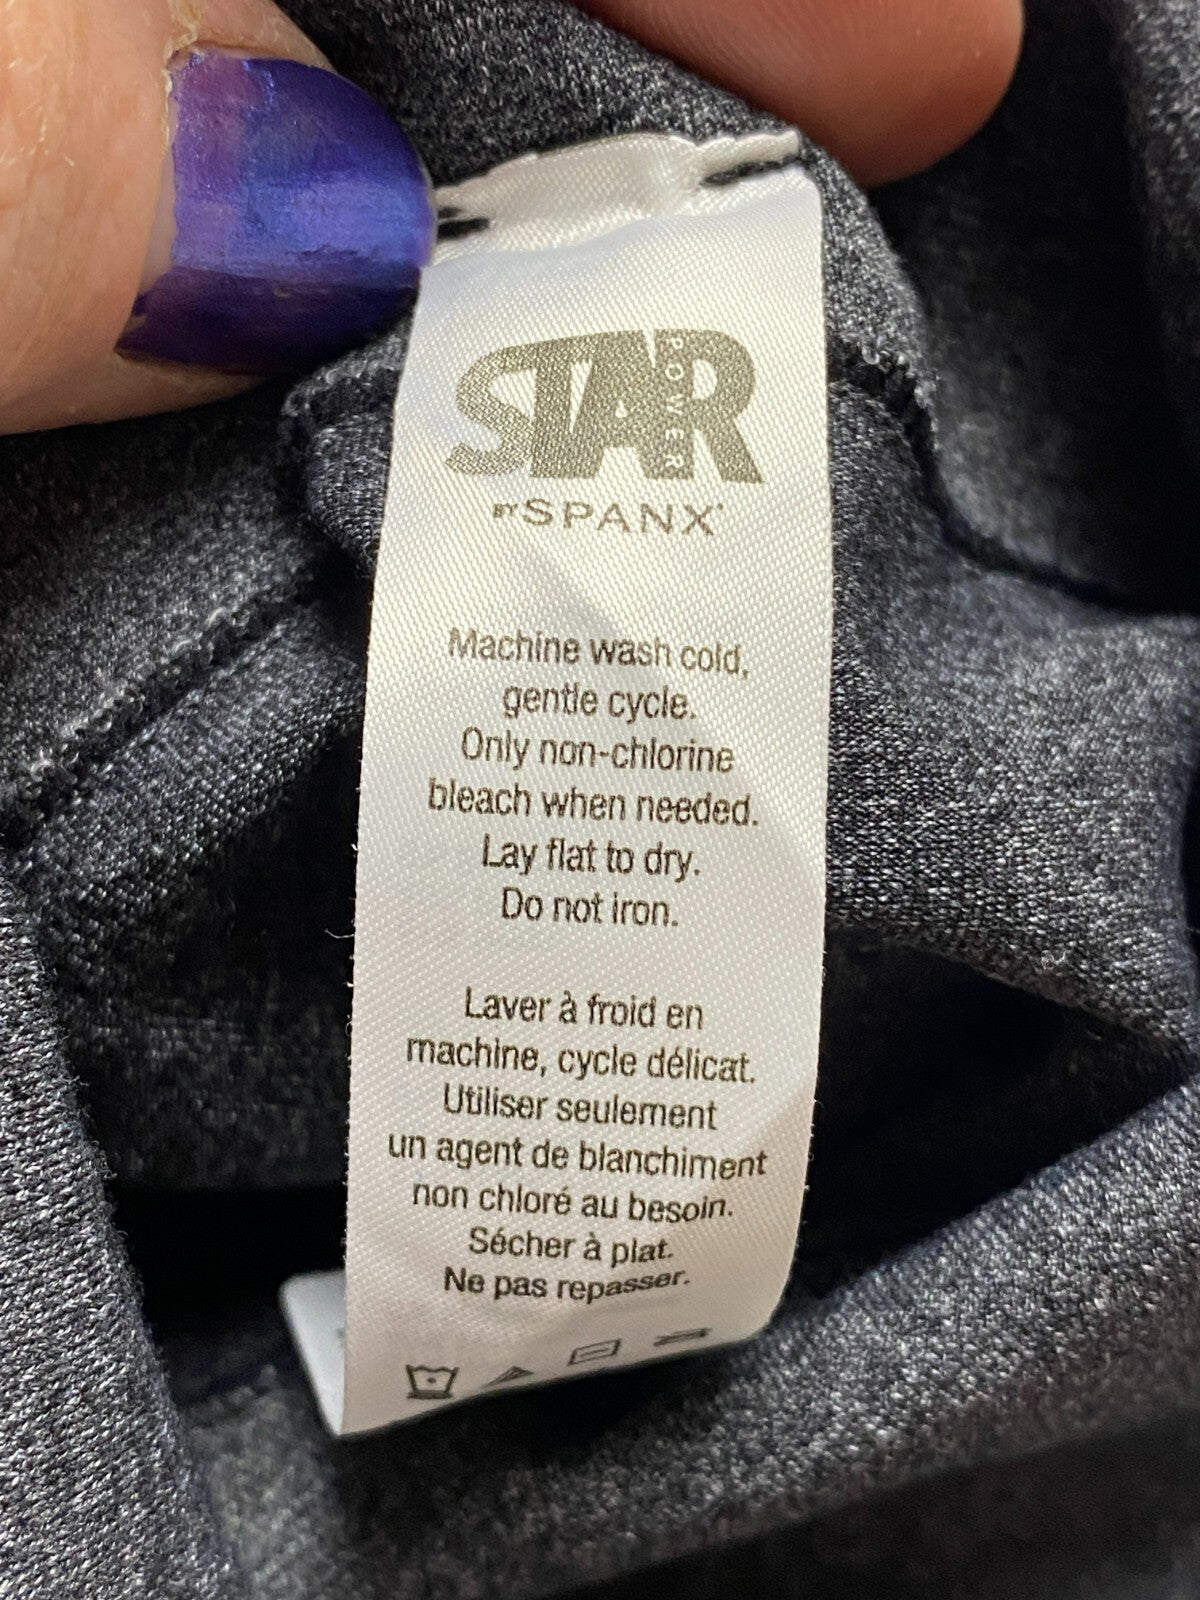 STAR
POWER
BY SPANX®
Machine wash cold,
gentle cycle.
Only non-chlorine
bleach when needed.
Lay flat to dry.
Do not iron.
Laver à froid en
machine, cycle délicat.
Utiliser seulement
un agent de blanchiment
non chloré au besoin.
Sécher à plat.
Ne pas repasser.